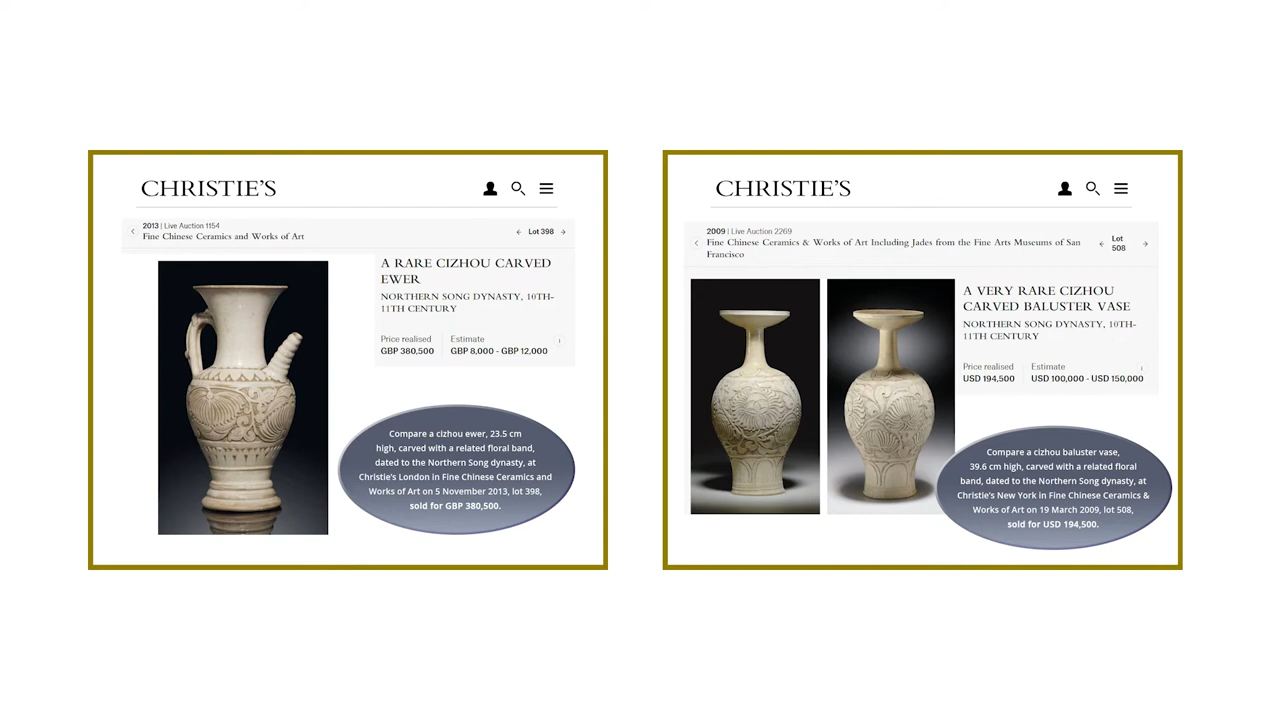 CHRISTIE'S
2013 | Live Auction 1154
Fine Chinese Ceramics and Works of Art
Lot 398
A RARE CIZHOU CARVED
EWER
NORTHERN SONG DYNASTY, 10TH-
11TH CENTURY
Price realised
GBP 380,500
Estimate
GBP 8,000 - GBP 12,000
Compare a cizhou ewer, 23.5 cm
high, carved with a related floral band,
dated to the Northern Song dynasty, at
Christie's London in Fine Chinese Ceramics and
Works of Art on 5 November 2013, lot 398,
sold for GBP 380,500.
CHRISTIE'S
2009 | Live Auction 2269
Fine Chinese Ceramics & Works of Art Including Jades from the Fine Arts Museums of San
Francisco
Lot
508
A VERY RARE CIZHOU
CARVED BALUSTER VASE
NORTHERN SONG DYNASTY, 10TH-
11TH CENTURY
Price realised
USD 194,500
Estimate
USD 100,000 - USD 150,000
Compare a cizhou baluster vase,
39.6 cm high, carved with a related floral
band, dated to the Northern Song dynasty, at
Christie's New York in Fine Chinese Ceramics &
Works of Art on 19 March 2009, lot 508,
sold for USD 194,500.